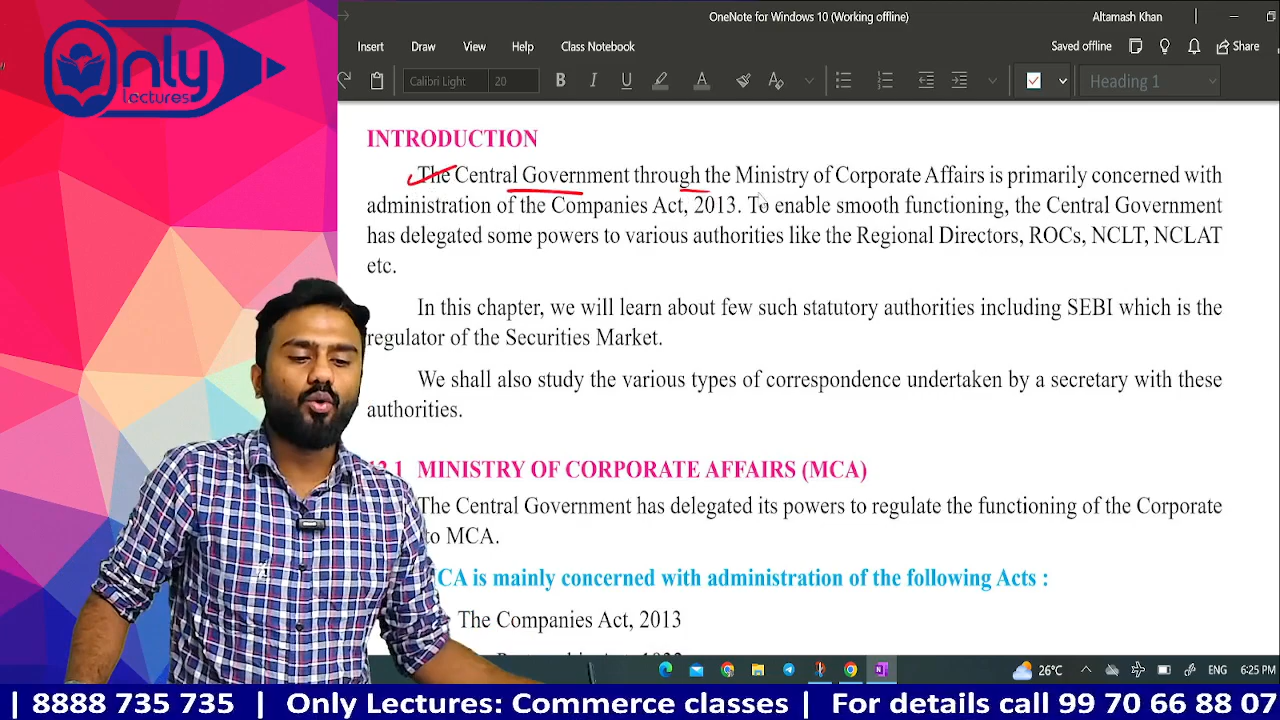 Only
lectures
OneNote for Windows 10 (Working offline)
Altamash Khan
Insert Draw View Help Class Notebook
Saved offline
Share
Calibri Light 20 B I U A A Heading 1
INTRODUCTION
The Central Government through the Ministry of Corporate Affairs is primarily concerned with
administration of the Companies Act, 2013. To enable smooth functioning, the Central Government
has delegated some powers to various authorities like the Regional Directors, ROCs, NCLT, NCLAT
etc.
In this chapter, we will learn about few such statutory authorities including SEBI which is the
regulator of the Securities Market.
We shall also study the various types of correspondence undertaken by a secretary with these
authorities.
MINISTRY OF CORPORATE AFFAIRS (MCA)
The Central Government has delegated its powers to regulate the functioning of the Corporate
to MCA.
CA is mainly concerned with administration of the following Acts :
The Companies Act, 2013
26°C
ENG
6:25 PM
| 8888 735 735 | Only Lectures: Commerce classes | For details call 99 70 66 88 07